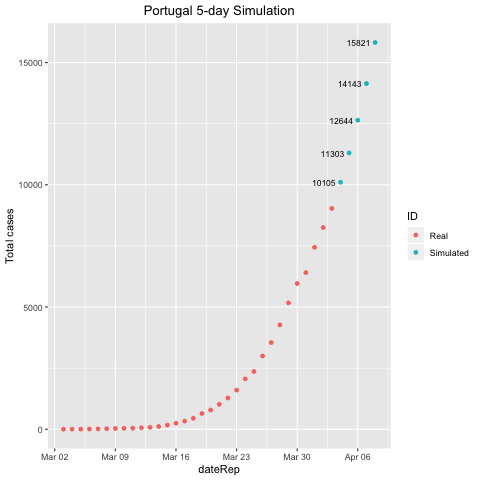 Portugal 5-day Simulation
Total cases
15000
10000
5000
0
15821
14143
12644
11303
10105
Mar 02 Mar 09 Mar 16 Mar 23 Mar 30 Apr 06
dateRep
ID
Real
Simulated